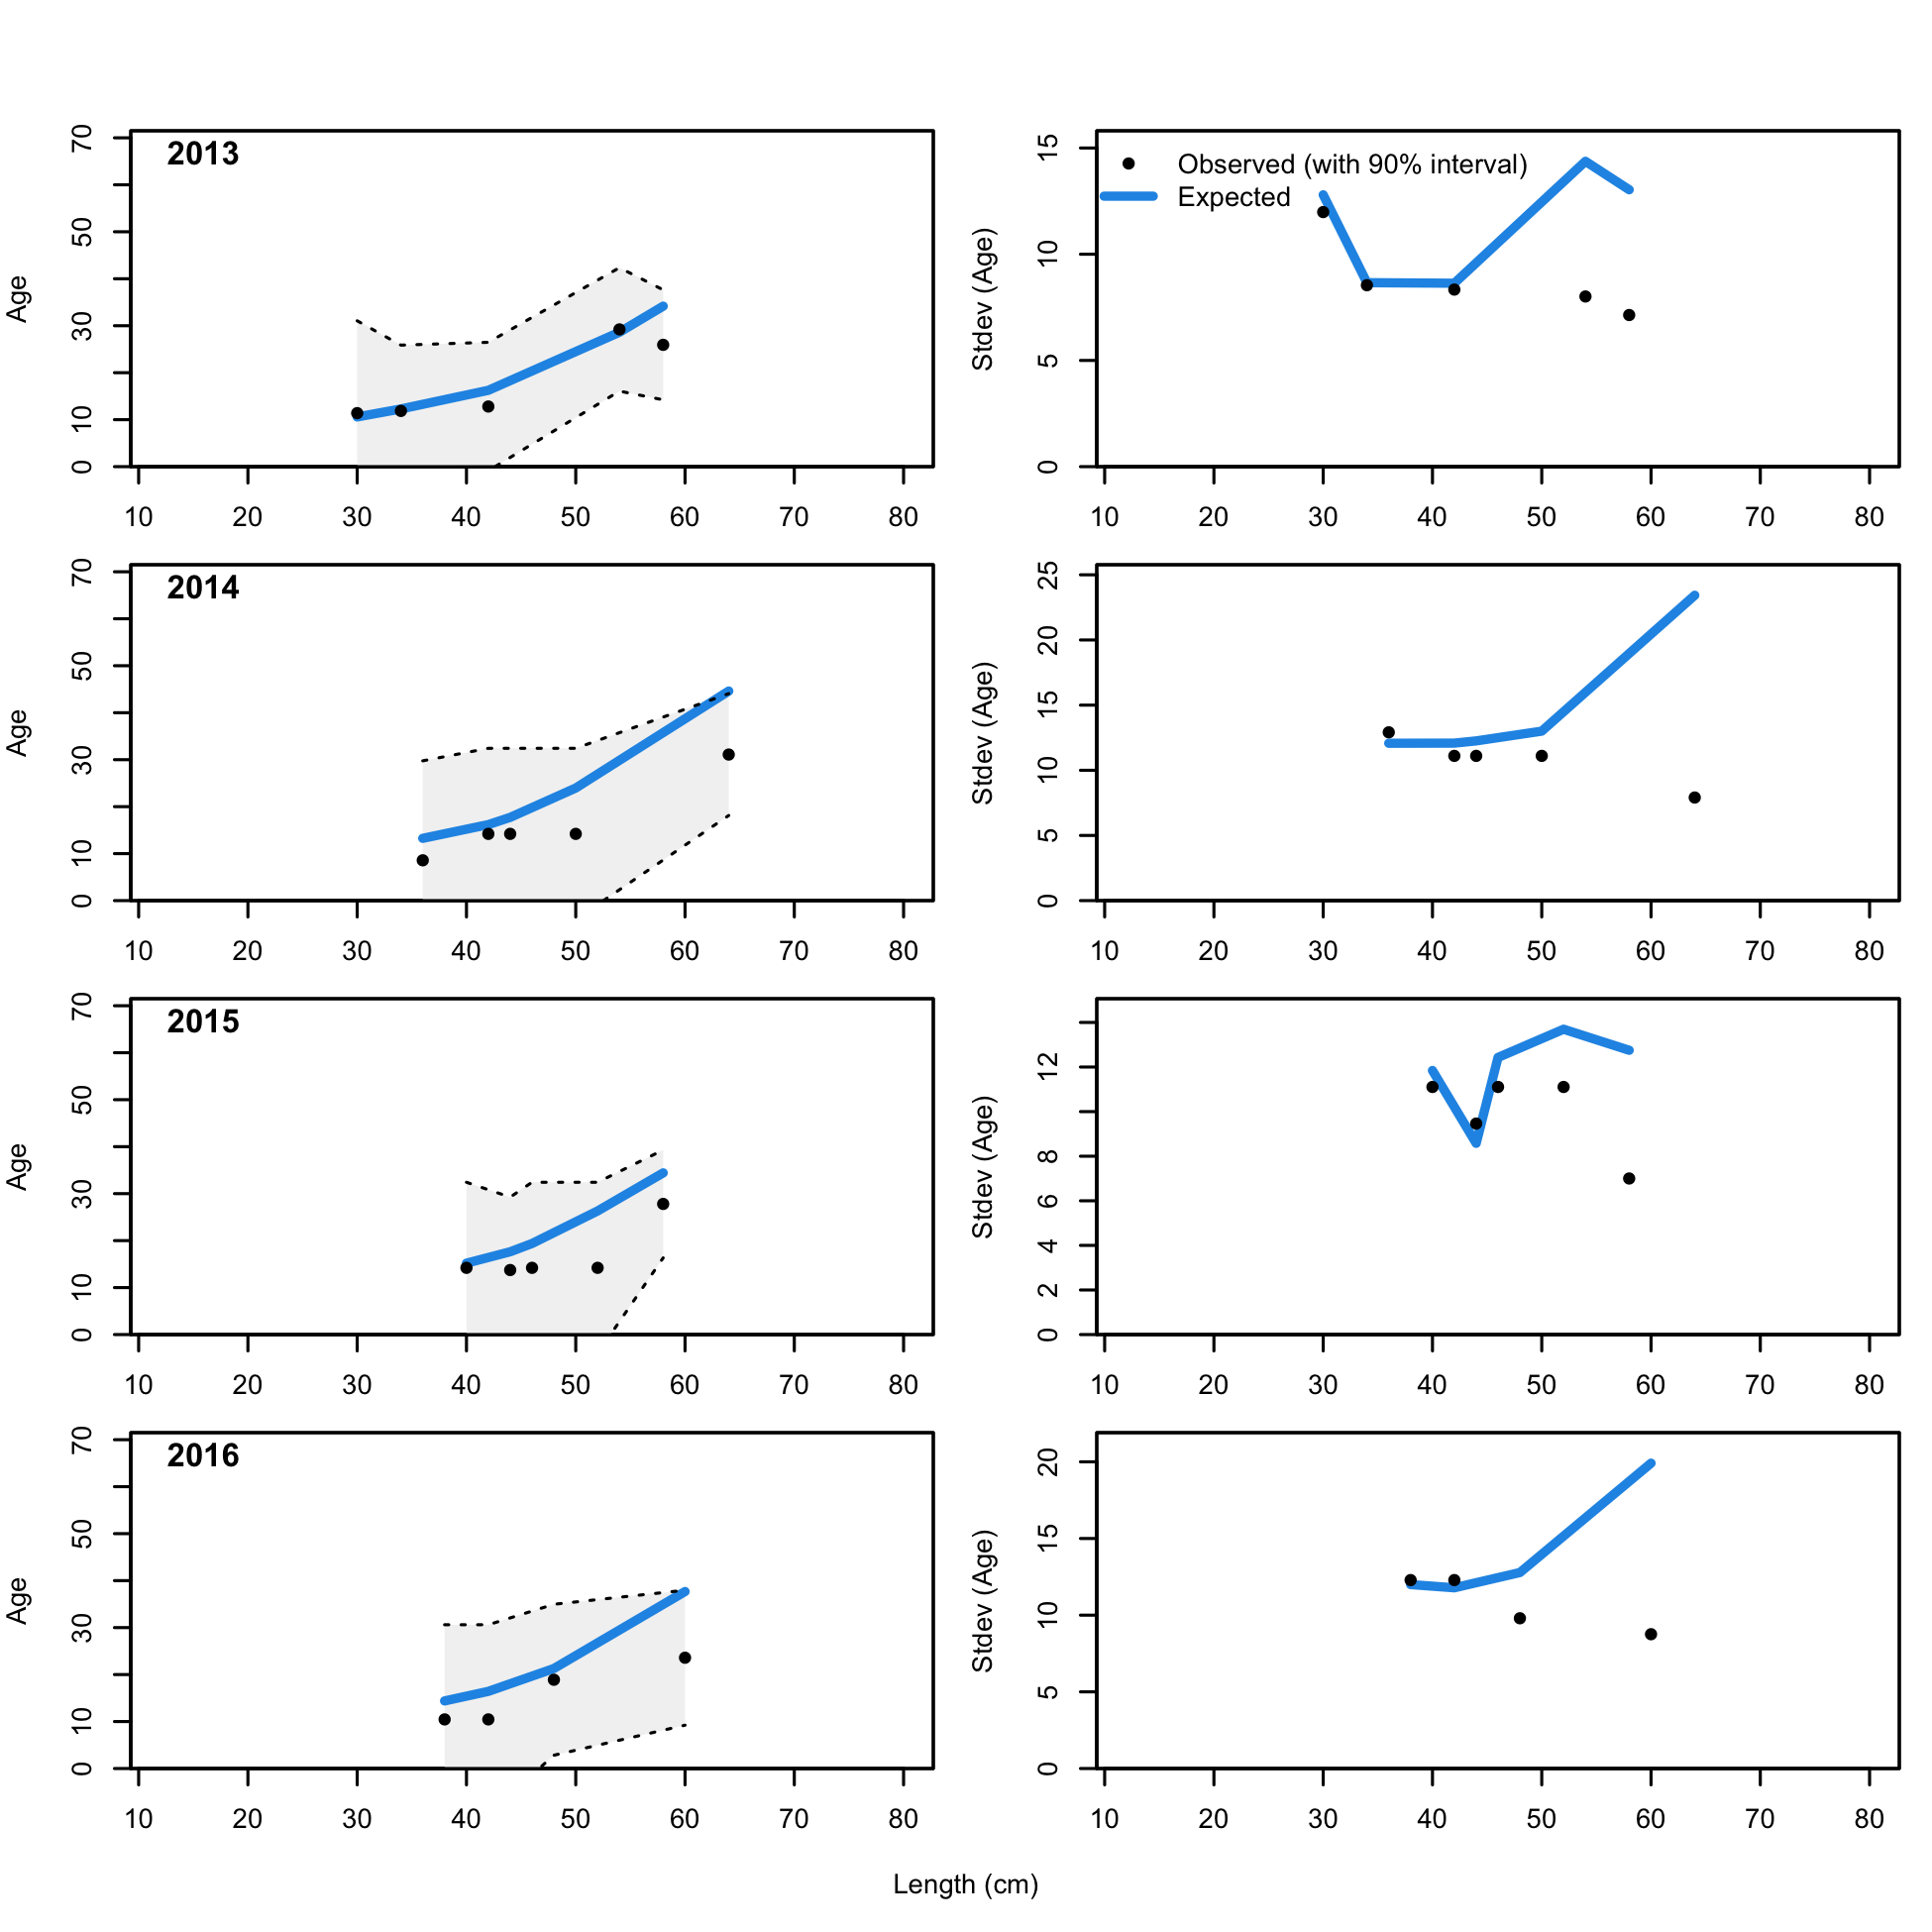 2013
Age
0 10 30 50 70
10 20 30 40 50 60 70 80
Observed (with 90% interval)
Expected
Stdev (Age)
0 5 10 15
10 20 30 40 50 60 70 80
2014
Age
0 10 30 50 70
10 20 30 40 50 60 70 80
Stdev (Age)
0 5 10 15 20 25
10 20 30 40 50 60 70 80
2015
Age
0 10 30 50 70
10 20 30 40 50 60 70 80
Stdev (Age)
0 2 4 6 8 12
10 20 30 40 50 60 70 80
2016
Age
0 10 30 50 70
10 20 30 40 50 60 70 80
Stdev (Age)
0 5 10 15 20
10 20 30 40 50 60 70 80
Length (cm)